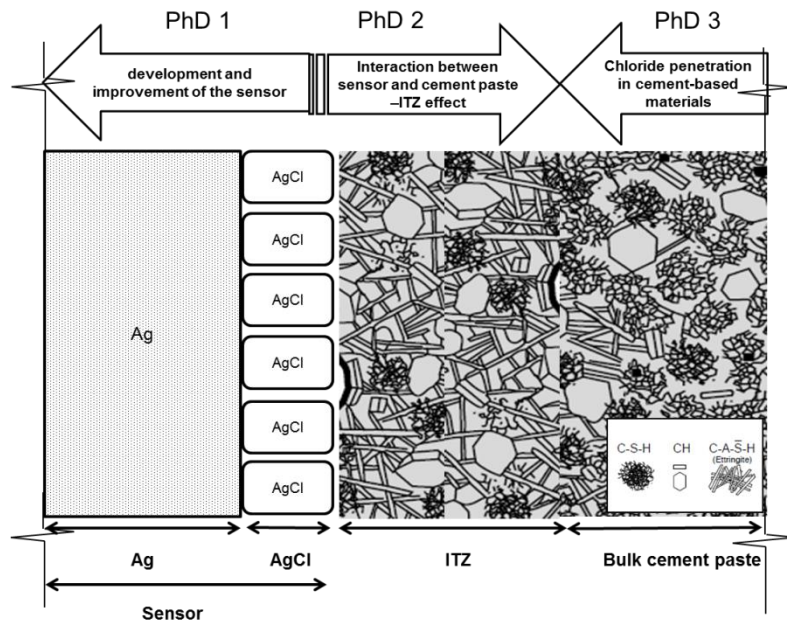 PhD 1
PhD 2
PhD 3
development and
improvement of the sensor
Interaction between
sensor and cement paste
–ITZ effect
Chloride penetration
in cement-based
materials
Ag
AgCl
AgCl
AgCl
AgCl
AgCl
AgCl
C-S-H
CH
C-A-S̅-H
(Ettringite)
Ag
AgCl
ITZ
Bulk cement paste
Sensor